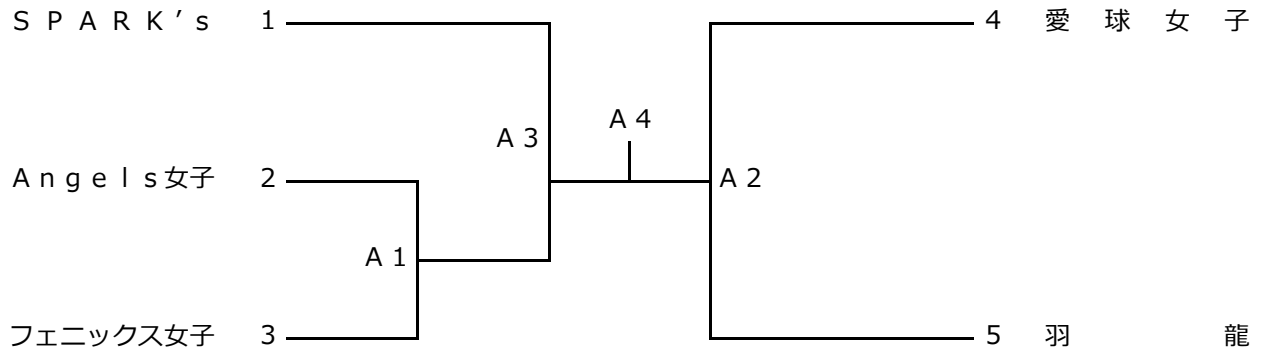 SPARK's 1
4 愛球女子
A4
A3
Angels女子 2
A2
A1
フェニックス女子 3
5 羽龍